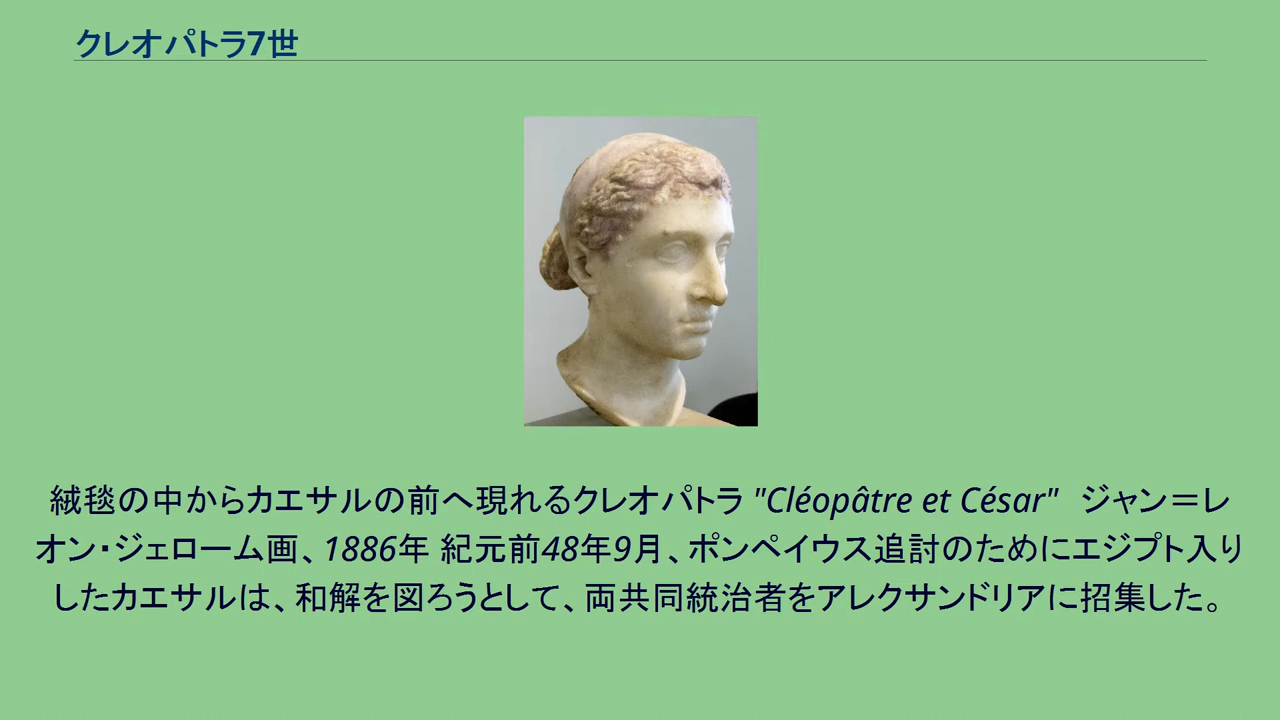 クレオパトラ7世
絨毯の中からカエサルの前へ現れるクレオパトラ "Cléopâtre et César"　ジャン＝レ
オン・ジェローム画、1886年 紀元前48年9月、ポンペイウス追討のためにエジプト入り
したカエサルは、和解を図ろうとして、両共同統治者をアレクサンドリアに招集した。